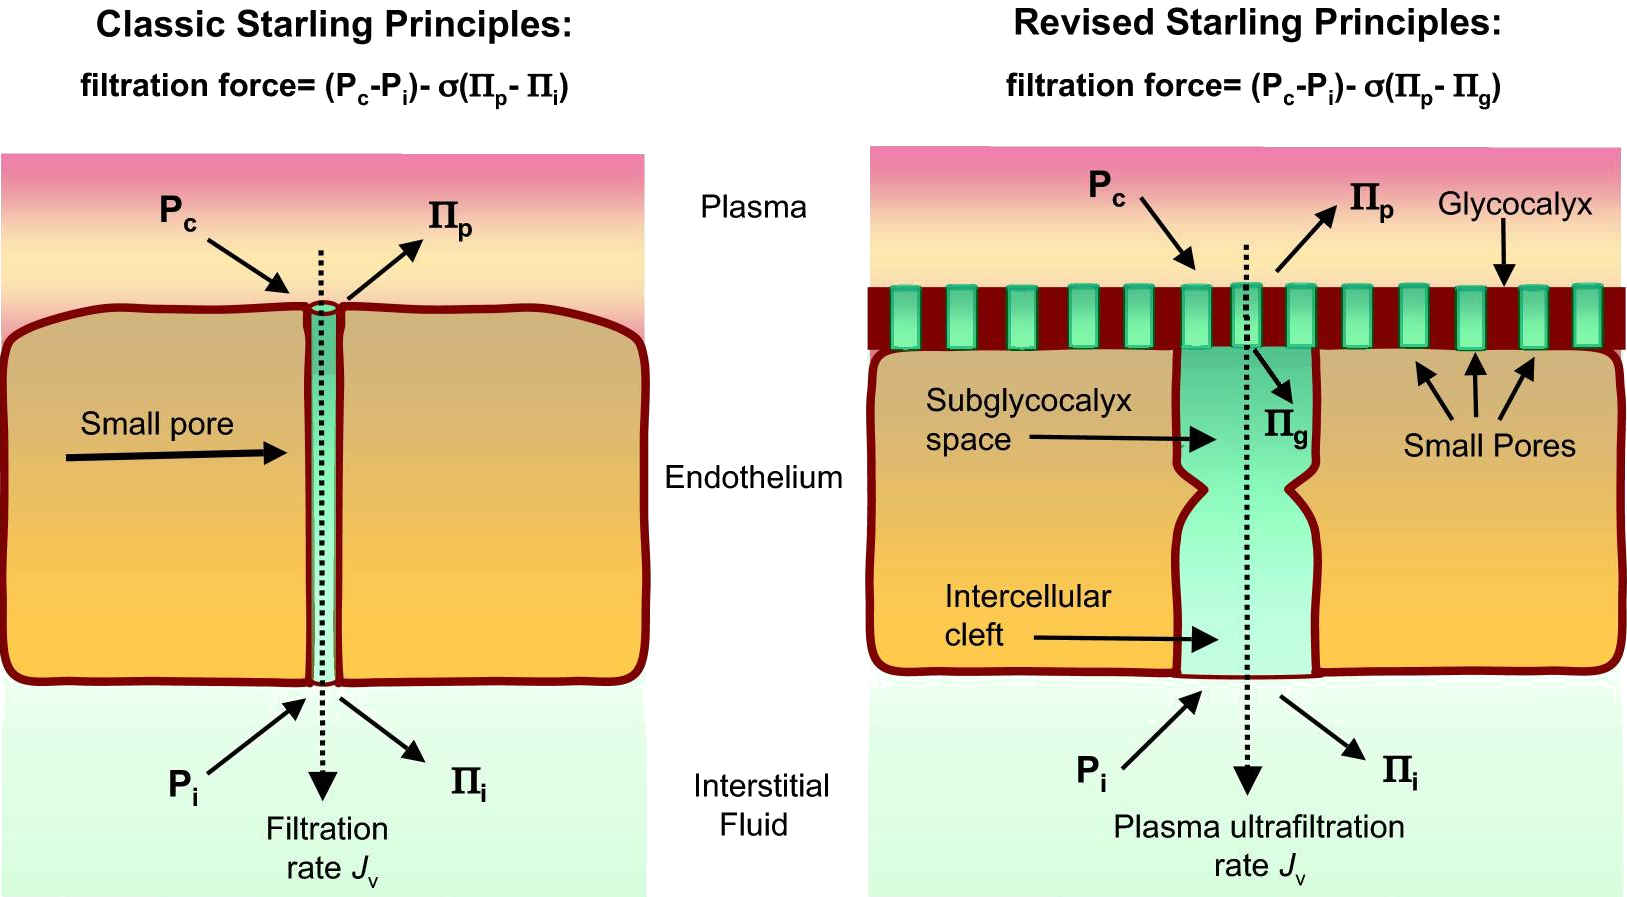 Classic Starling Principles:
filtration force= (Pc-Pi)- σ(Πp- Πi)
Pc
Πp
Small pore
Pi
Πi
Filtration
rate Jv
Plasma
Endothelium
Interstitial
Fluid
Revised Starling Principles:
filtration force= (Pc-Pi)- σ(Πp- Πg)
Pc
Πp
Glycocalyx
Subglycocalyx
space
Πg
Small Pores
Intercellular
cleft
Pi
Πi
Plasma ultrafiltration
rate Jv